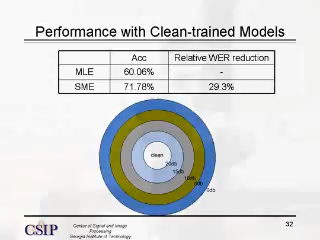 Performance with Clean-trained Models
Acc Relative WER reduction
MLE 60.06% -
SME 71.78% 29.3%
clean
20db
15db
10db
5db
0db
CSIP
Center of Signal and Image
Processing
Georgia Institute of Technology
32